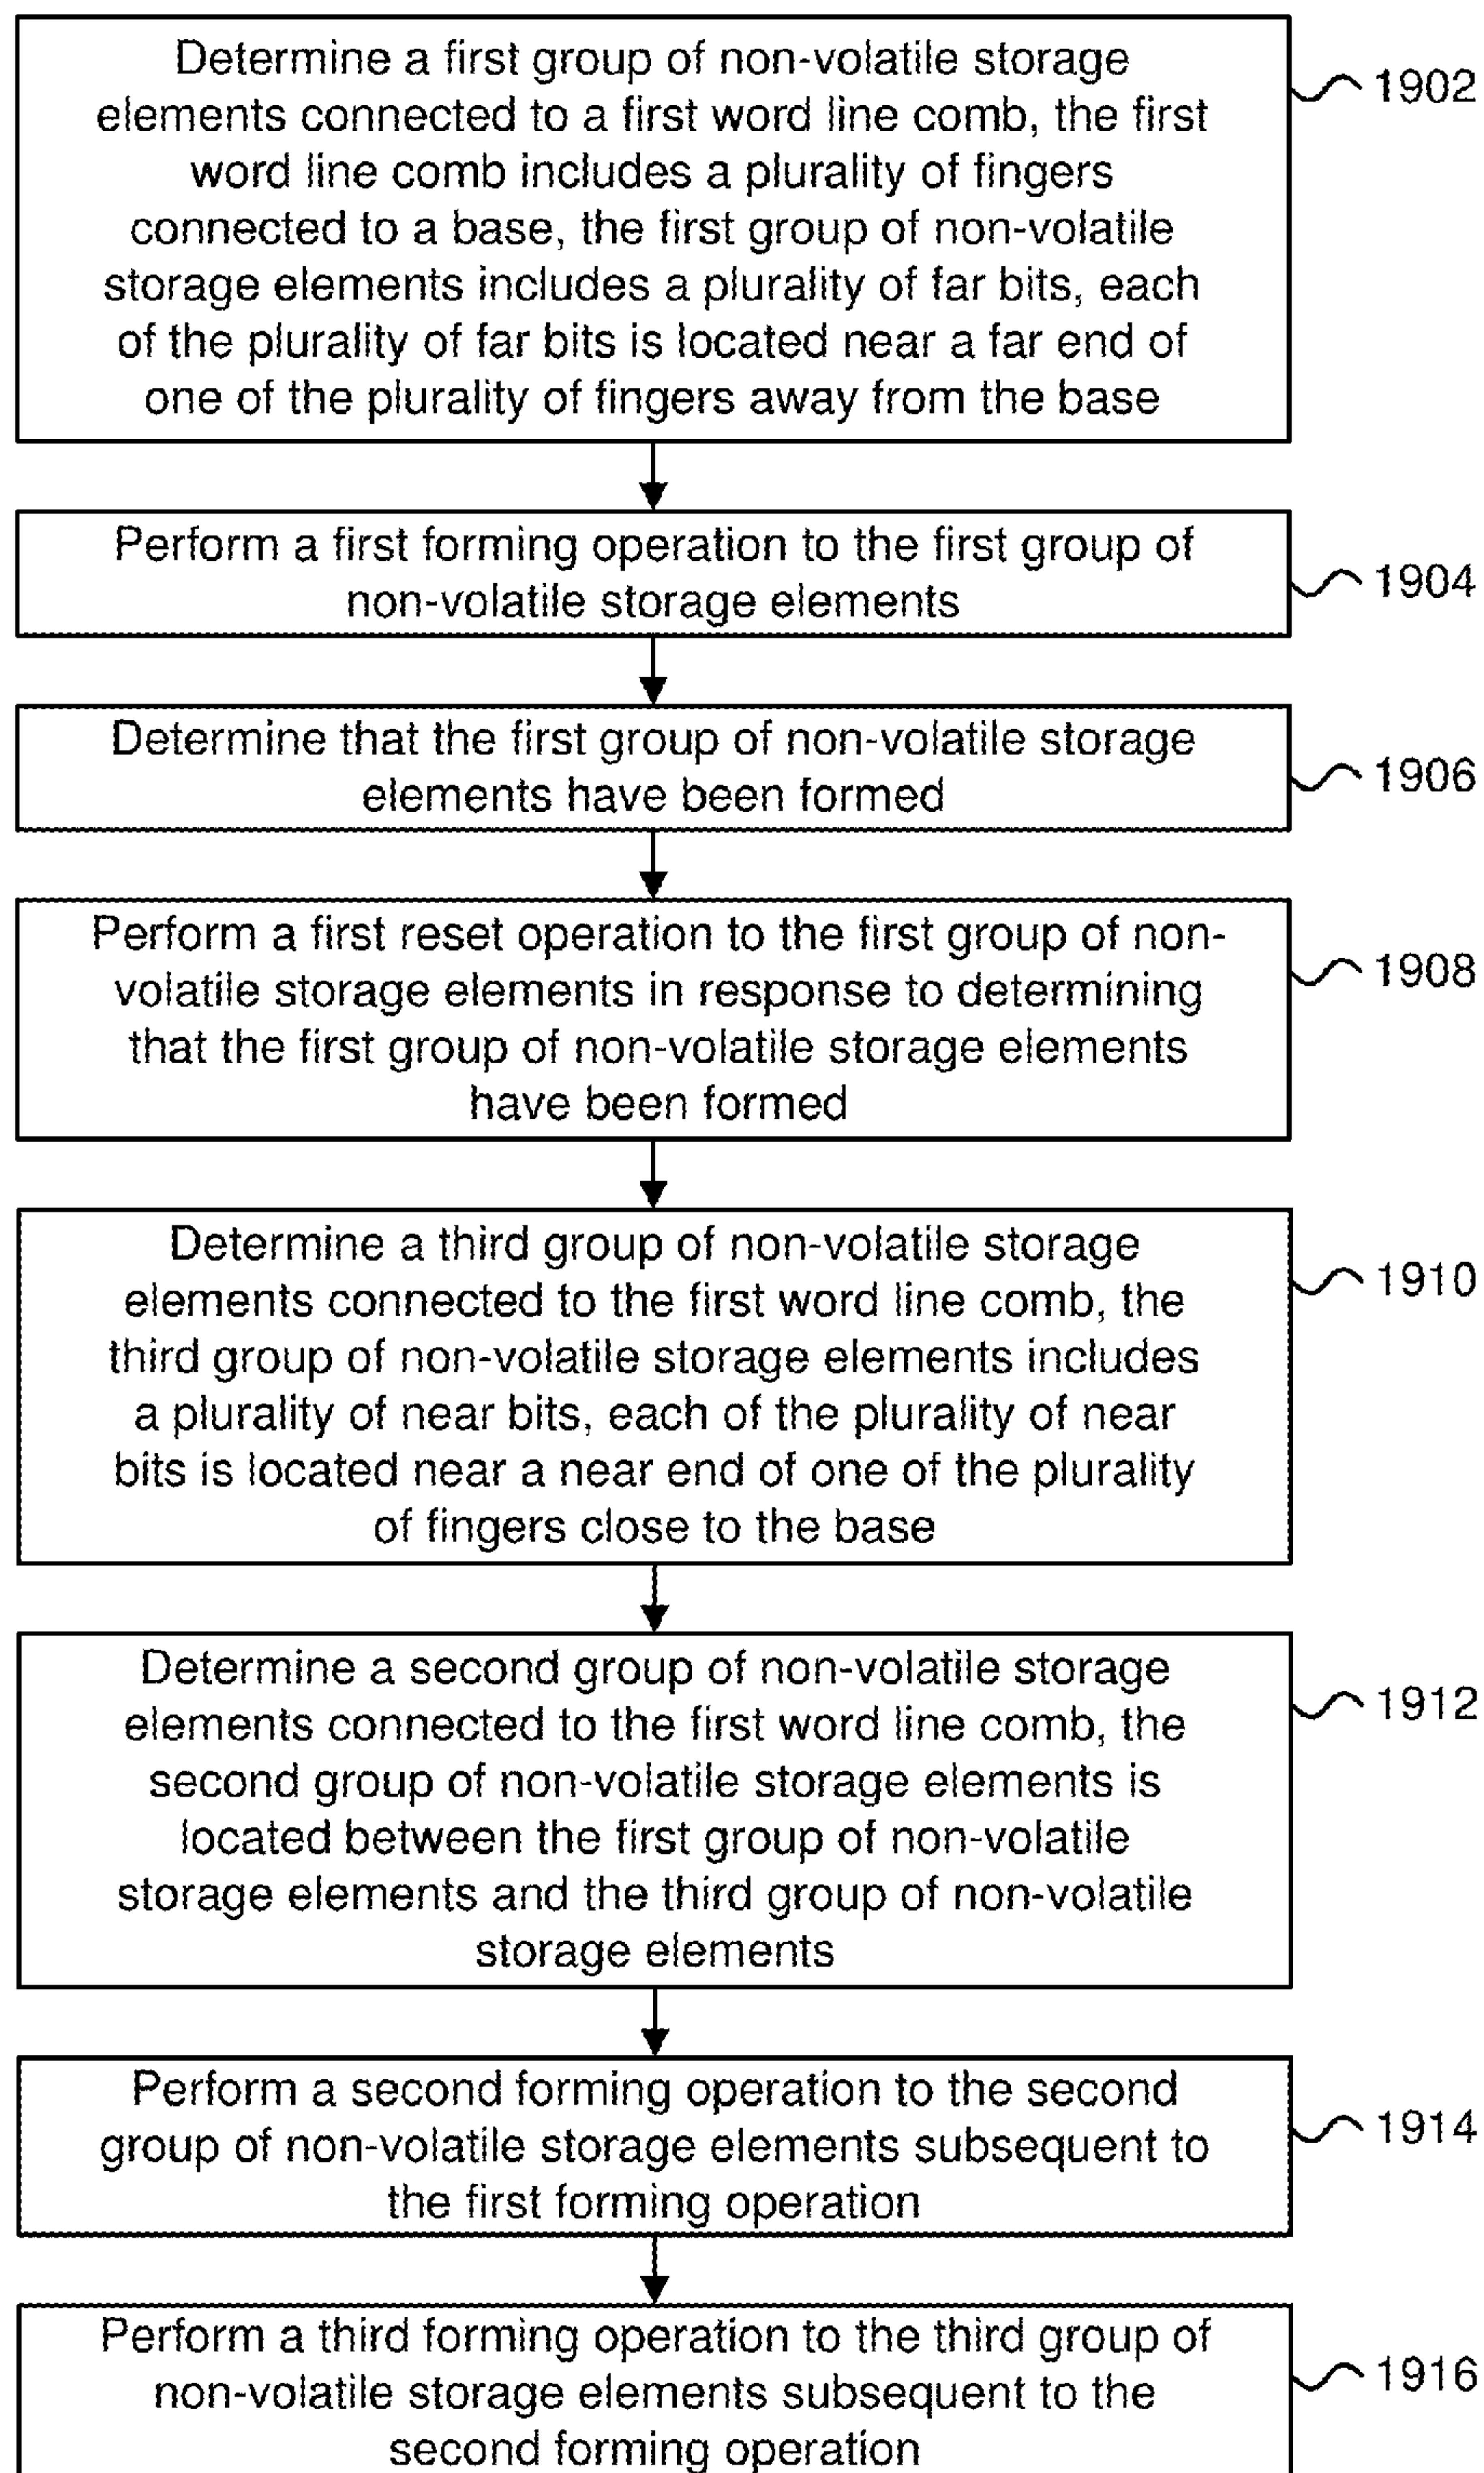 Determine a first group of non-volatile storage
elements connected to a first word line comb, the first
word line comb includes a plurality of fingers
connected to a base, the first group of non-volatile
storage elements includes a plurality of far bits, each
of the plurality of far bits is located near a far end of
one of the plurality of fingers away from the base
1902
Perform a first forming operation to the first group of
non-volatile storage elements
1904
Determine that the first group of non-volatile storage
elements have been formed
1906
Perform a first reset operation to the first group of non-
volatile storage elements in response to determining
that the first group of non-volatile storage elements
have been formed
1908
Determine a third group of non-volatile storage
elements connected to the first word line comb, the
third group of non-volatile storage elements includes
a plurality of near bits, each of the plurality of near
bits is located near a near end of one of the plurality
of fingers close to the base
1910
Determine a second group of non-volatile storage
elements connected to the first word line comb, the
second group of non-volatile storage elements is
located between the first group of non-volatile
storage elements and the third group of non-volatile
storage elements
1912
Perform a second forming operation to the second
group of non-volatile storage elements subsequent to
the first forming operation
1914
Perform a third forming operation to the third group of
non-volatile storage elements subsequent to the
second forming operation
1916